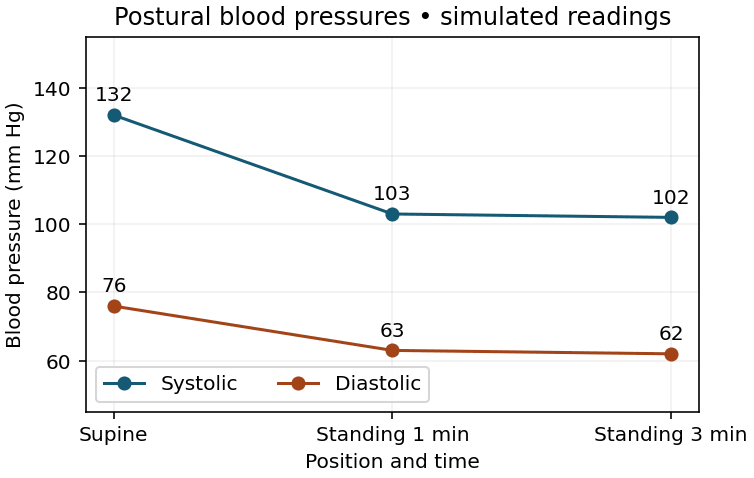 Postural blood pressures • simulated readings
Blood pressure (mm Hg)
140
120
100
80
60
132
103
102
76
63
62
Systolic
Diastolic
Supine
Standing 1 min
Standing 3 min
Position and time